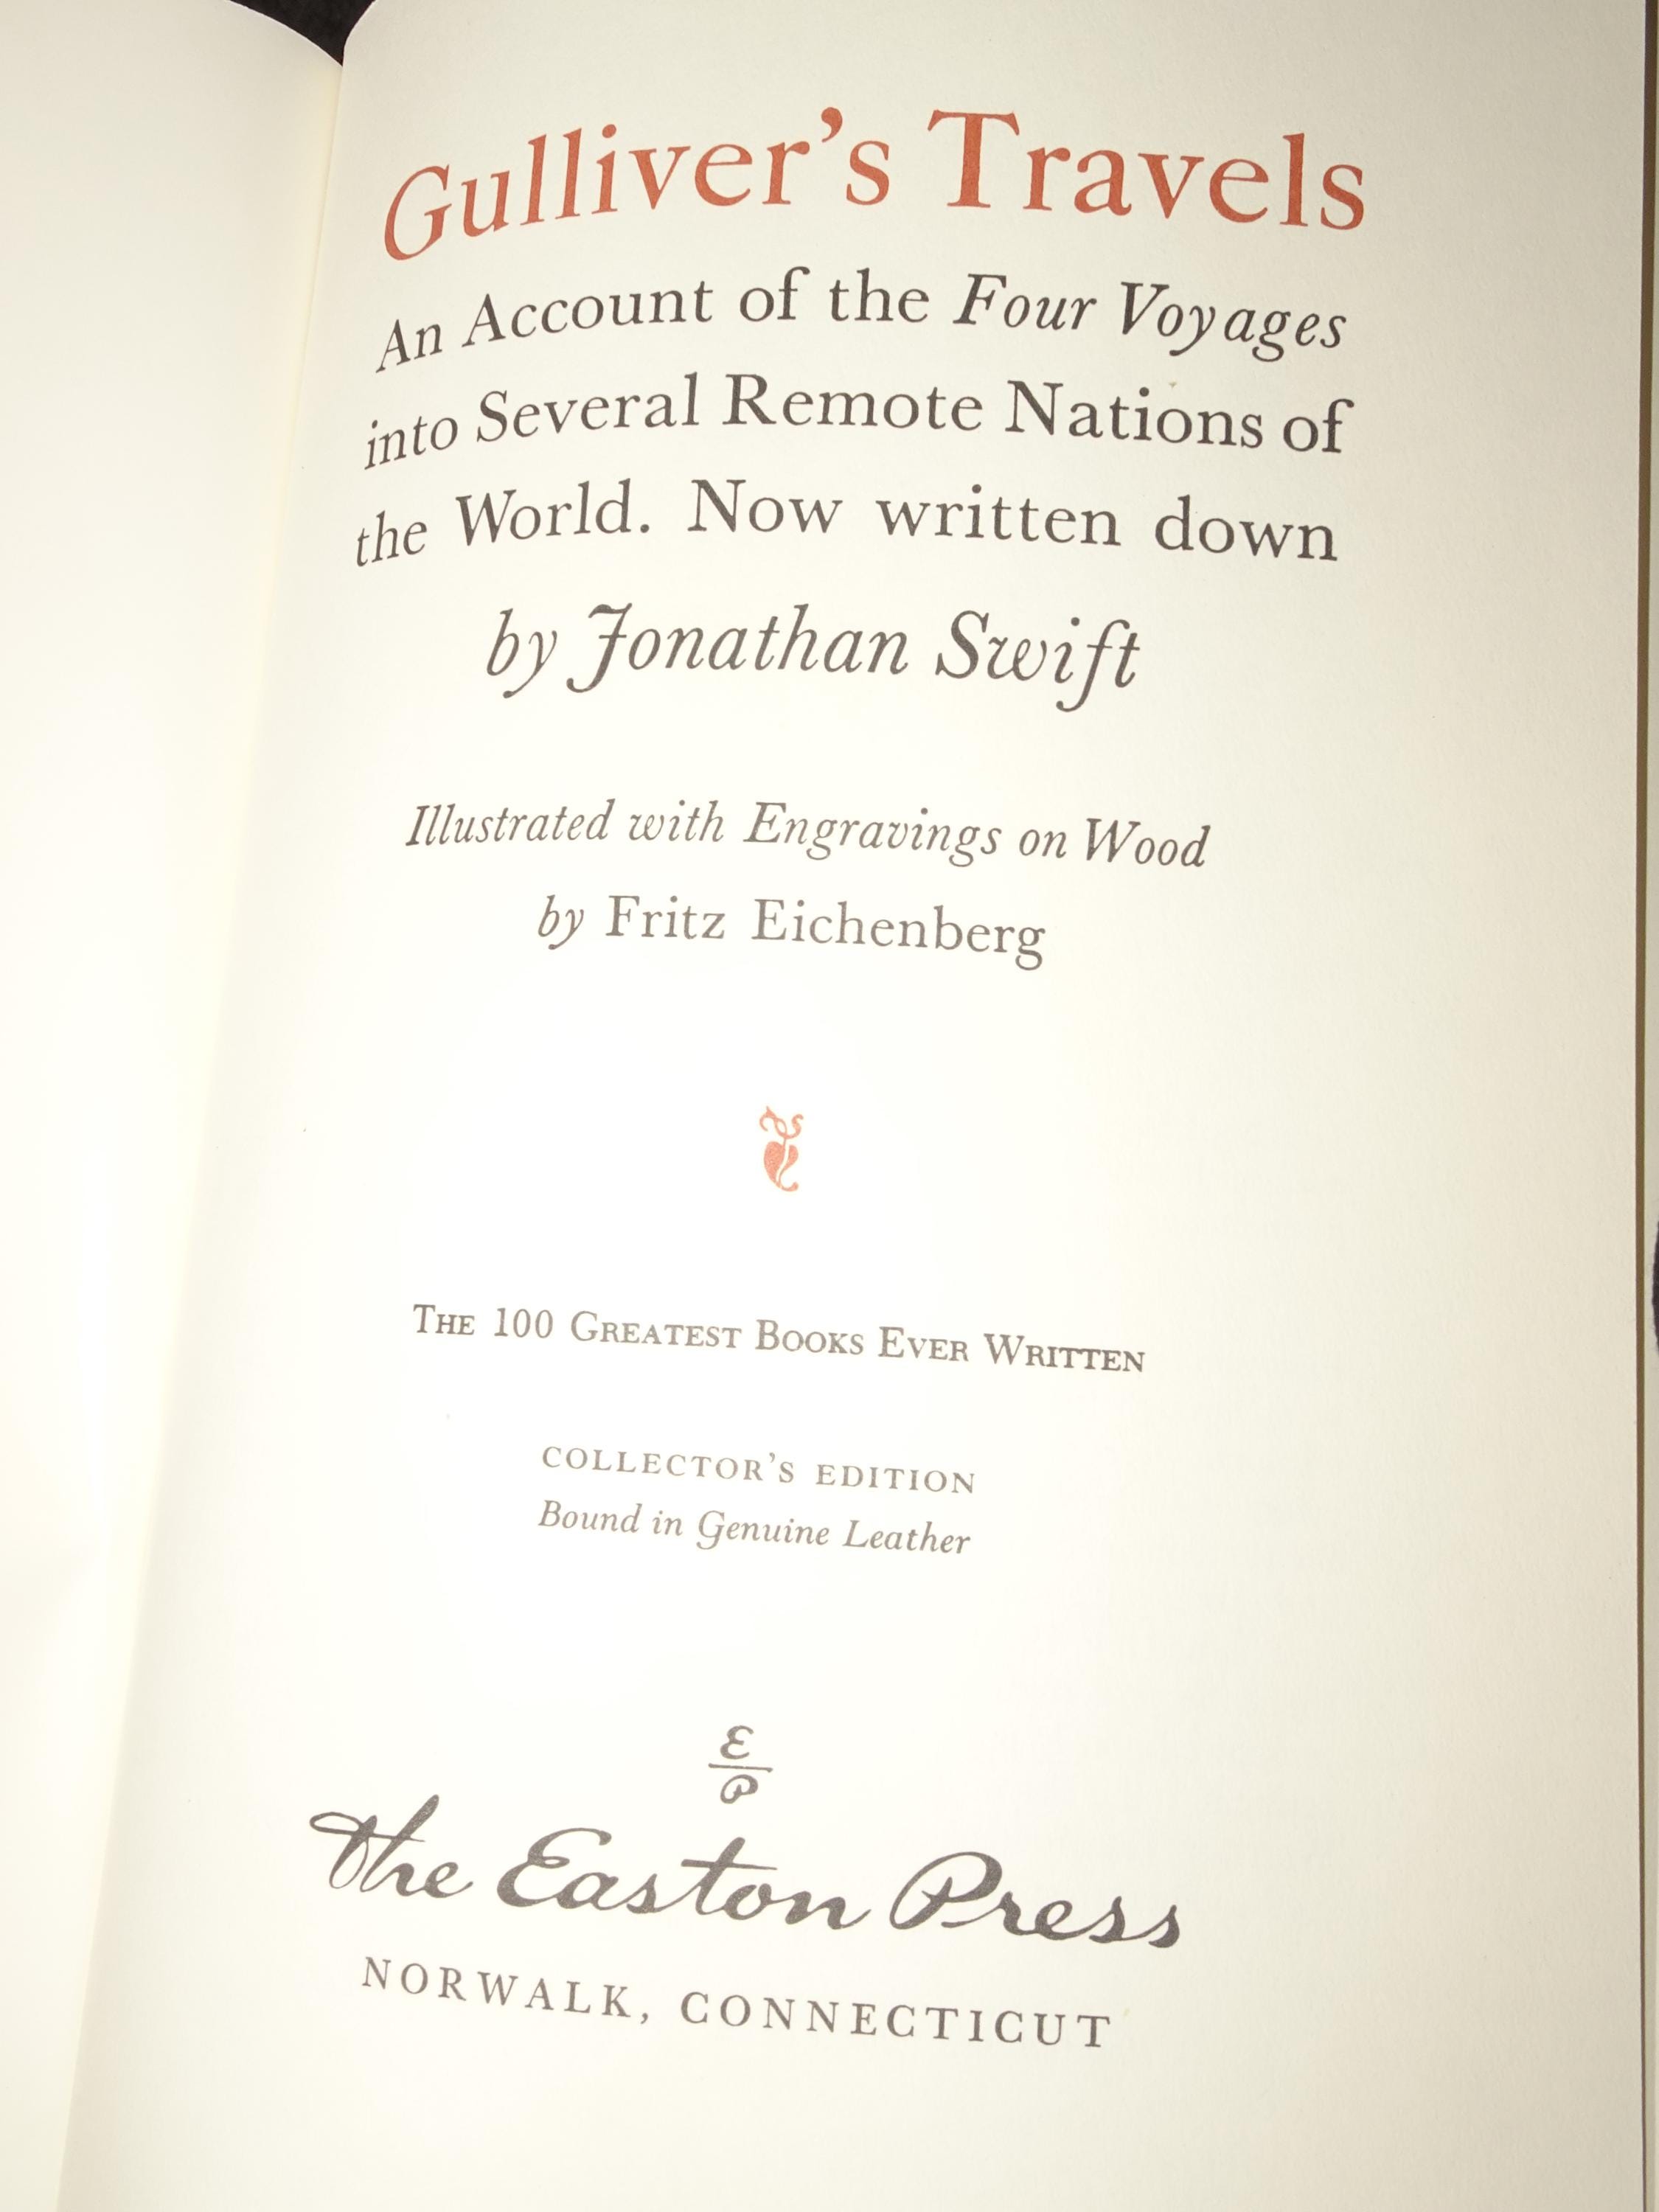 Gulliver's Travels
An Account of the Four Voyages
into Several Remote Nations of
the World. Now written down
by Jonathan Swift
Illustrated with Engravings on Wood
by Fritz Eichenberg
THE 100 GREATEST BOOKS EVER WRITTEN
COLLECTOR'S EDITION
Bound in Genuine Leather
E
P
The Easton Press
NORWALK, CONNECTICUT